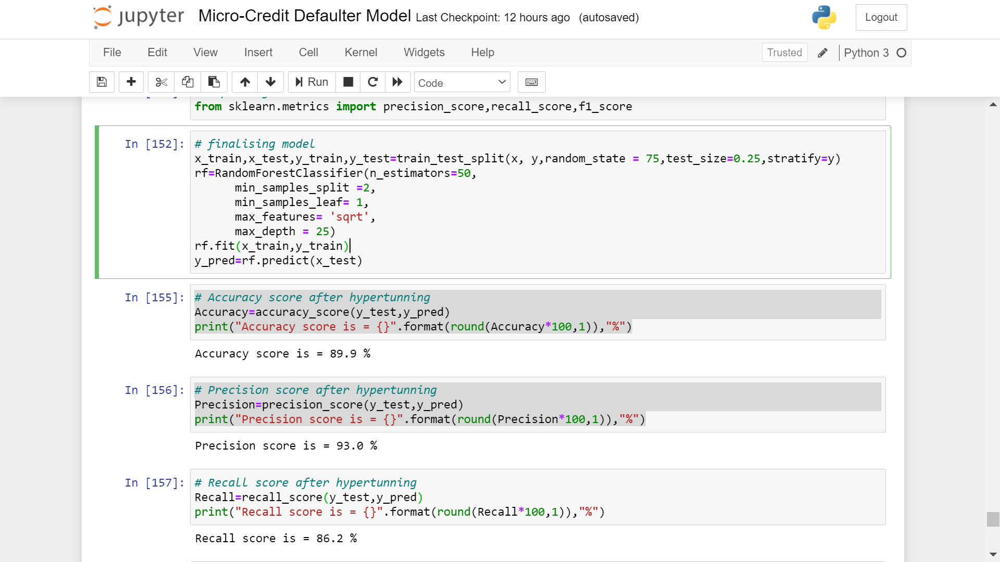 jupyter Micro-Credit Defaulter Model Last Checkpoint: 12 hours ago (autosaved) Logout
File Edit View Insert Cell Kernel Widgets Help Trusted Python 3
Run Code
from sklearn.metrics import precision_score,recall_score,f1_score
In [152]: # finalising model
x_train,x_test,y_train,y_test=train_test_split(x, y,random_state = 75,test_size=0.25,stratify=y)
rf=RandomForestClassifier(n_estimators=50,
min_samples_split =2,
min_samples_leaf= 1,
max_features= 'sqrt',
max_depth = 25)
rf.fit(x_train,y_train)
y_pred=rf.predict(x_test)
In [155]: # Accuracy score after hypertunning
Accuracy=accuracy_score(y_test,y_pred)
print("Accuracy score is = {}".format(round(Accuracy*100,1)),"%")
Accuracy score is = 89.9 %
In [156]: # Precision score after hypertunning
Precision=precision_score(y_test,y_pred)
print("Precision score is = {}".format(round(Precision*100,1)),"%")
Precision score is = 93.0 %
In [157]: # Recall score after hypertunning
Recall=recall_score(y_test,y_pred)
print("Recall score is = {}".format(round(Recall*100,1)),"%")
Recall score is = 86.2 %